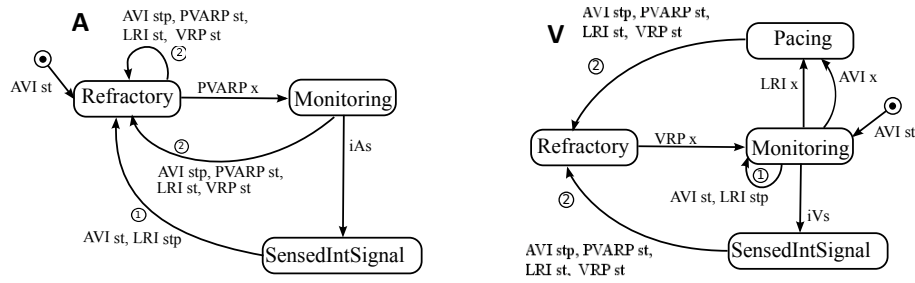 A
AVI stp, PVARP st,
LRI st, VRP st
②
AVI st
Refractory
PVARP x
Monitoring
②
iAs
AVI stp, PVARP st,
LRI st, VRP st
①
AVI st, LRI stp
SensedIntSignal
V
AVI stp, PVARP st,
LRI st, VRP st
Pacing
②
LRI x
AVI x
AVI st
Refractory
VRP x
Monitoring
①
AVI st, LRI stp
②
iVs
AVI stp, PVARP st,
LRI st, VRP st
SensedIntSignal